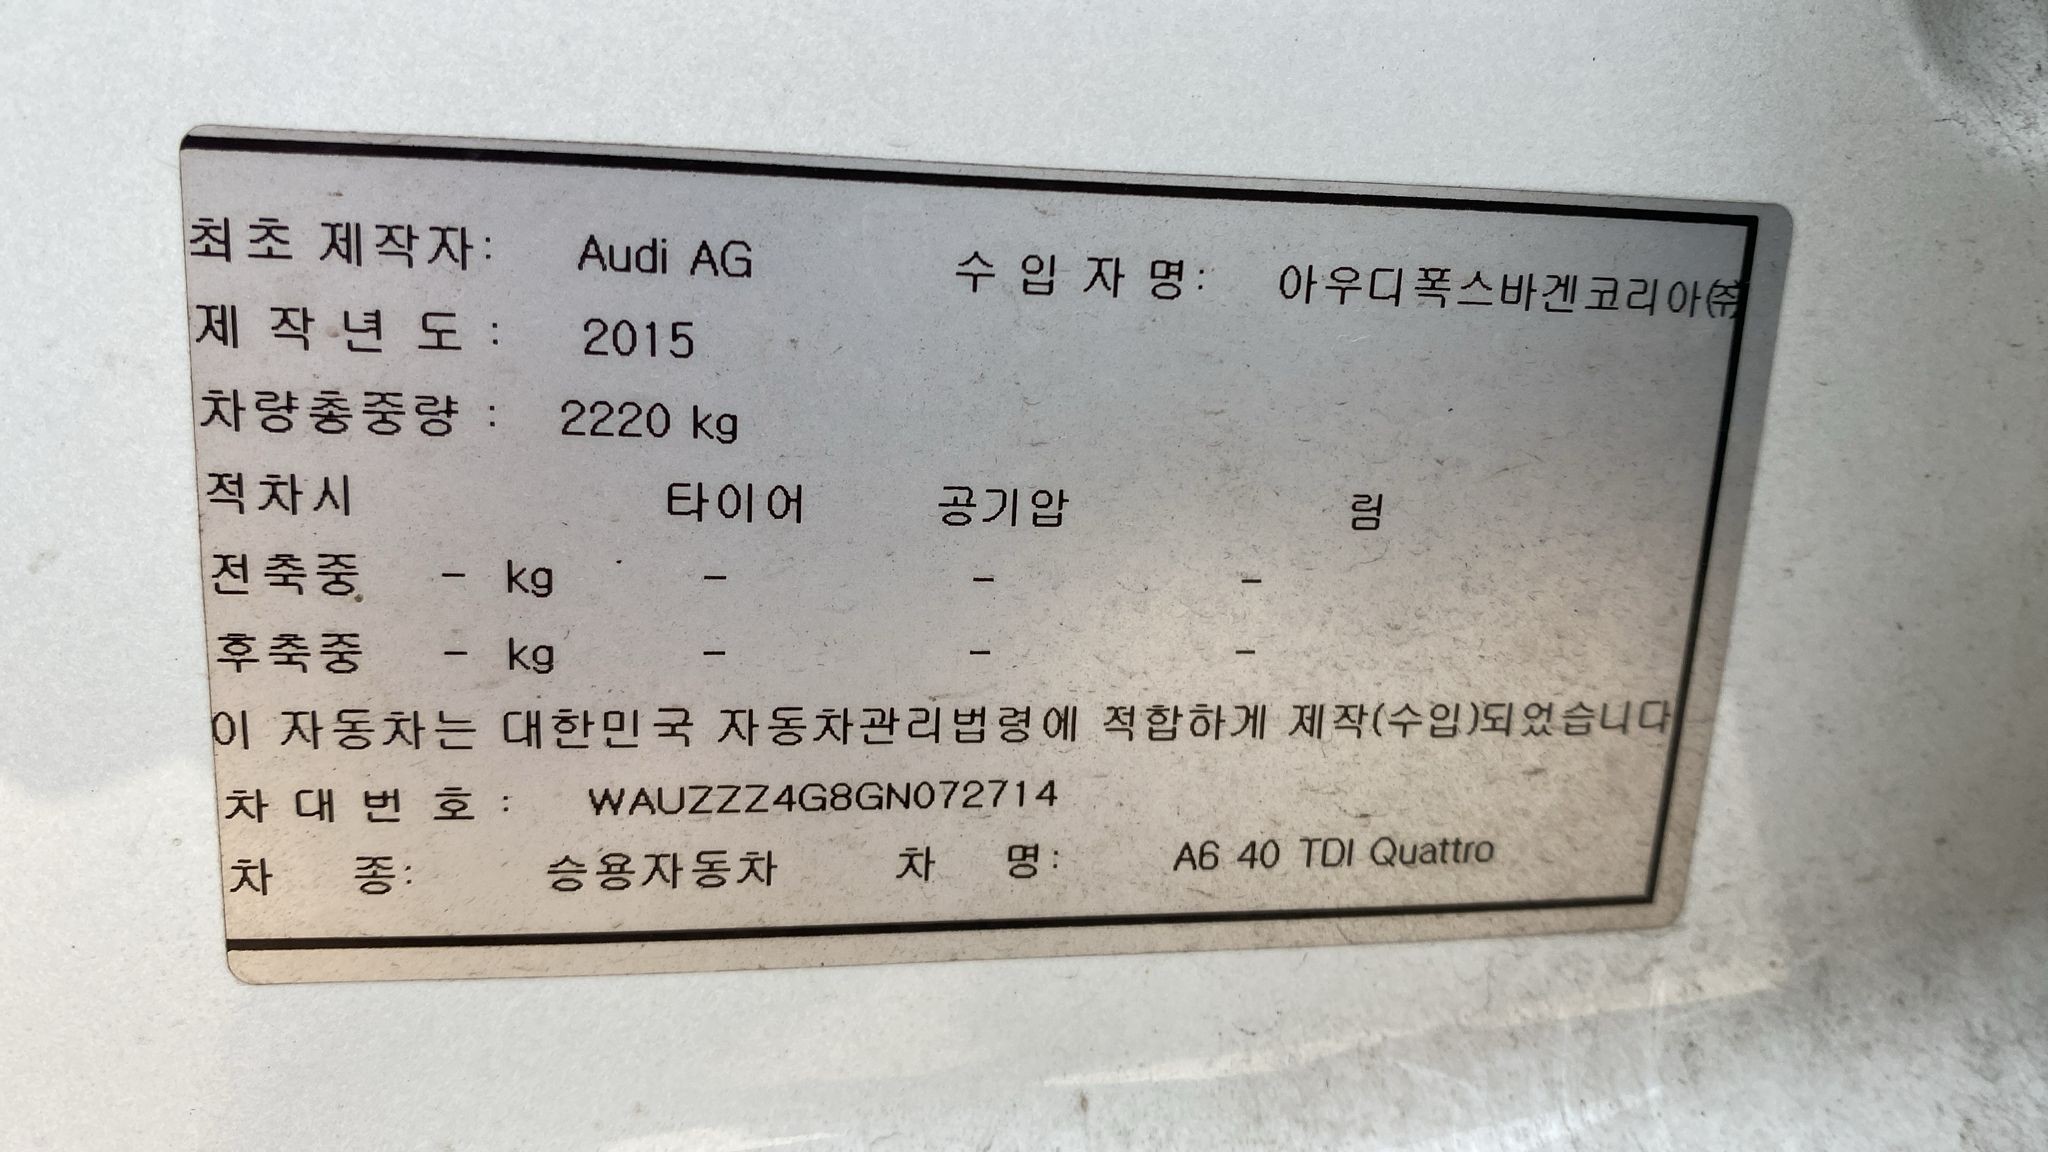 최초 제작자: Audi AG 수 입 자 명: 아우디폭스바겐코리아㈜
제 작 년 도 : 2015
차량총중량 : 2220 kg
적차시 타이어 공기압 림
전축중 - kg - - -
후축중 - kg - - -
이 자동차는 대한민국 자동차관리법령에 적합하게 제작(수입)되었습니다
차 대 번 호 : WAUZZZ4G8GN072714
차 종: 승용자동차 차 명: A6 40 TDI Quattro